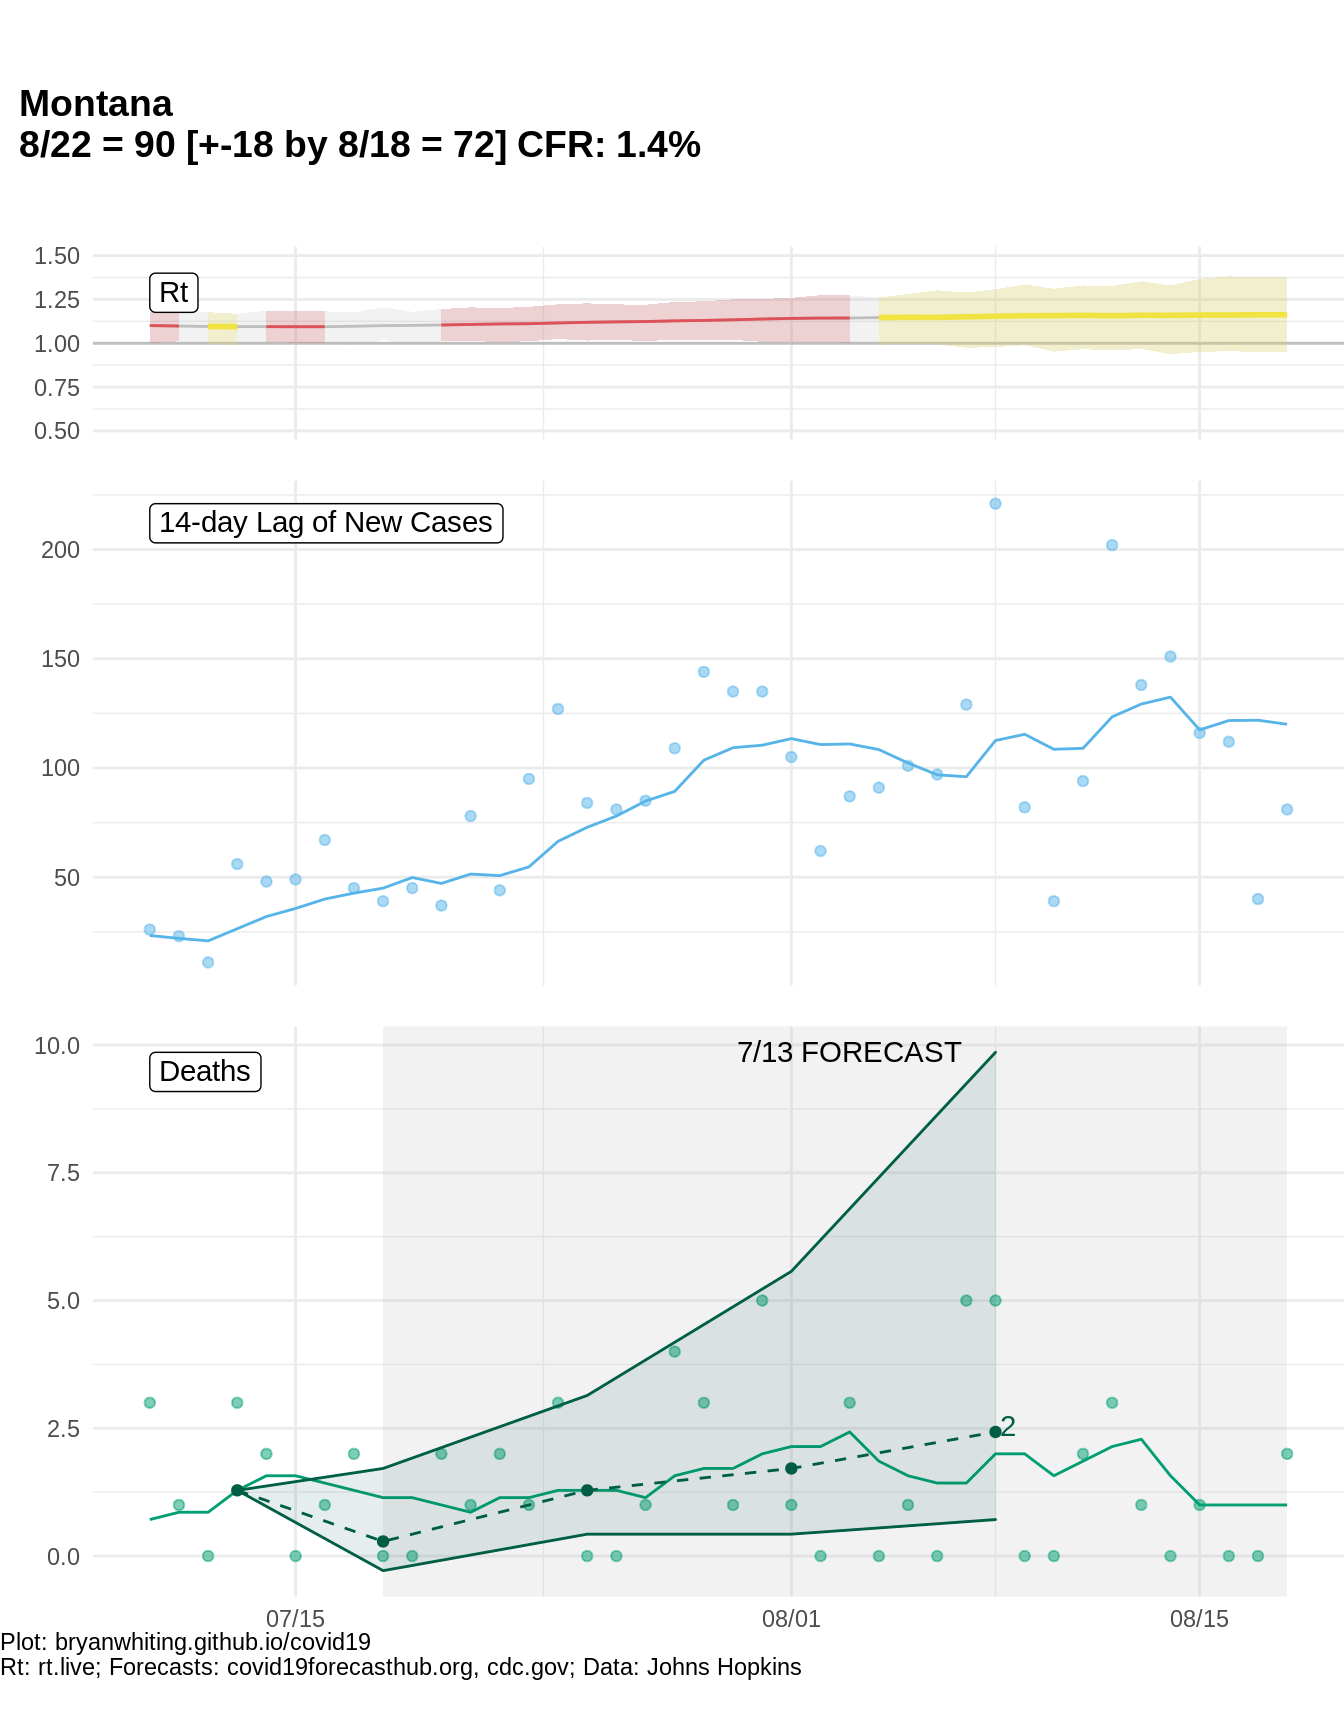 Montana
8/22 = 90 [+-18 by 8/18 = 72] CFR: 1.4%
1.50
Rt
1.25
1.00
0.75
0.50
14-day Lag of New Cases
200
150
100
50
10.0
7/13 FORECAST
Deaths
7.5
5.0
2.5
2
0.0
07/15
08/01
08/15
Plot: bryanwhiting.github.io/covid19
Rt: rt.live; Forecasts: covid19forecasthub.org, cdc.gov; Data: Johns Hopkins